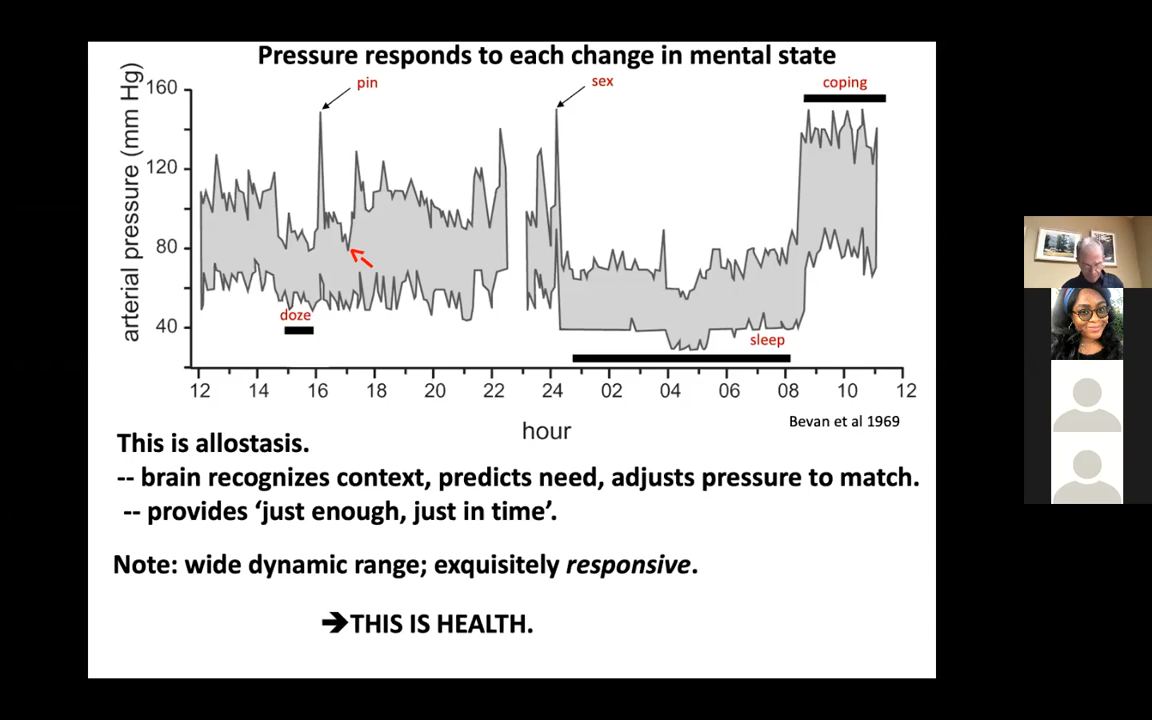 Pressure responds to each change in mental state
pin
sex
coping
arterial pressure (mm Hg)
160
120
80
40
doze
sleep
12 14 16 18 20 22 24 02 04 06 08 10 12
hour
Bevan et al 1969
This is allostasis.
-- brain recognizes context, predicts need, adjusts pressure to match.
-- provides ‘just enough, just in time’.
Note: wide dynamic range; exquisitely responsive.
➔THIS IS HEALTH.